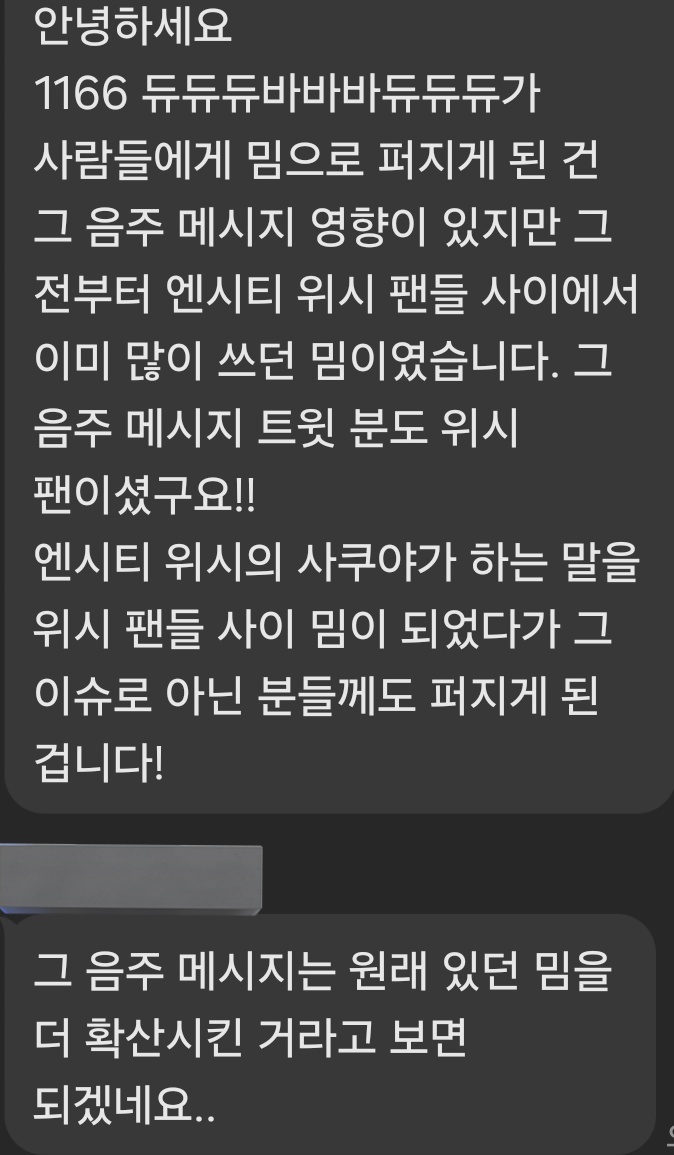 안녕하세요
1166 듀듀듀바바바듀듀듀가
사람들에게 밈으로 퍼지게 된 건
그 음주 메시지 영향이 있지만 그
전부터 엔시티 위시 팬들 사이에서
이미 많이 쓰던 밈이였습니다. 그
음주 메시지 트윗 분도 위시
팬이셨구요!!
엔시티 위시의 사쿠야가 하는 말을
위시 팬들 사이 밈이 되었다가 그
이슈로 아닌 분들께도 퍼지게 된
겁니다!
그 음주 메시지는 원래 있던 밈을
더 확산시킨 거라고 보면
되겠네요..